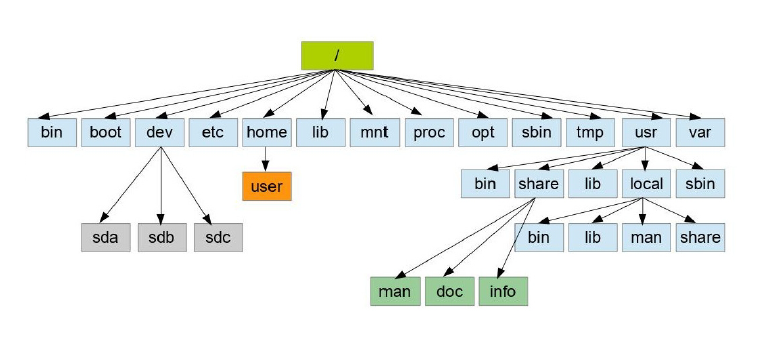 /
bin boot dev etc home lib mnt proc opt sbin tmp usr var
user bin share lib local sbin
sda sdb sdc bin lib man share
man doc info